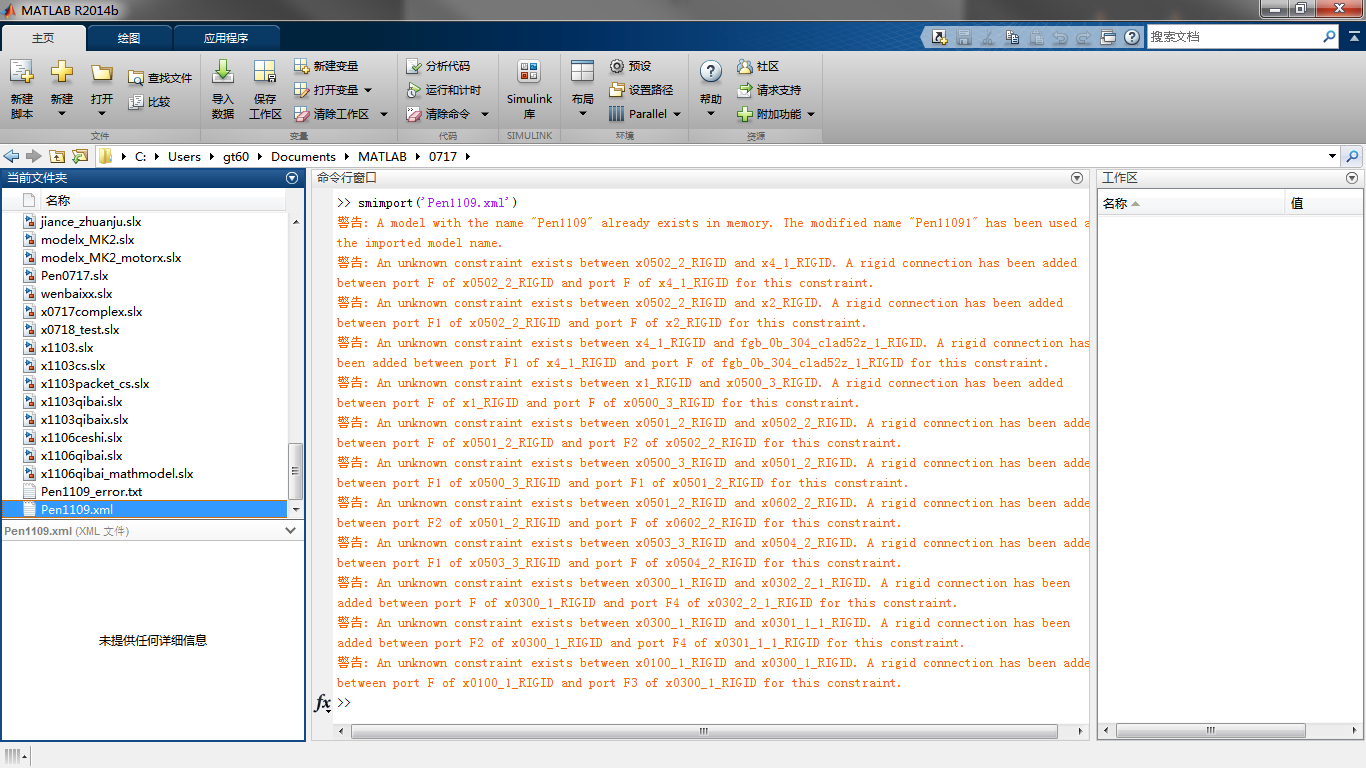 MATLAB R2014b
主页
绘图
应用程序
搜索文档
新建脚本
新建
打开
查找文件
比较
导入数据
保存工作区
新建变量
打开变量
清除工作区
分析代码
运行和计时
清除命令
Simulink 库
布局
预设
设置路径
Parallel
帮助
社区
请求支持
附加功能
文件
变量
代码
SIMULINK
环境
资源
C: Users gt60 Documents MATLAB 0717
当前文件夹
名称
jiance_zhuanju.slx
modelx_MK2.slx
modelx_MK2_motorx.slx
Pen0717.slx
wenbaixx.slx
x0717complex.slx
x0718_test.slx
x1103.slx
x1103cs.slx
x1103packet_cs.slx
x1103qibai.slx
x1103qibaix.slx
x1106ceshi.slx
x1106qibai.slx
x1106qibai_mathmodel.slx
Pen1109_error.txt
Pen1109.xml
Pen1109.xml (XML 文件)
未提供任何详细信息
命令行窗口
>> smimport('Pen1109.xml')
警告: A model with the name "Pen1109" already exists in memory. The modified name "Pen11091" has been used a
the imported model name.
警告: An unknown constraint exists between x0502_2_RIGID and x4_1_RIGID. A rigid connection has been added
between port F of x0502_2_RIGID and port F of x4_1_RIGID for this constraint.
警告: An unknown constraint exists between x0502_2_RIGID and x2_RIGID. A rigid connection has been added
between port F1 of x0502_2_RIGID and port F of x2_RIGID for this constraint.
警告: An unknown constraint exists between x4_1_RIGID and fgb_0b_304_clad52z_1_RIGID. A rigid connection has
been added between port F1 of x4_1_RIGID and port F of fgb_0b_304_clad52z_1_RIGID for this constraint.
警告: An unknown constraint exists between x1_RIGID and x0500_3_RIGID. A rigid connection has been added
between port F of x1_RIGID and port F of x0500_3_RIGID for this constraint.
警告: An unknown constraint exists between x0501_2_RIGID and x0502_2_RIGID. A rigid connection has been adde
between port F of x0501_2_RIGID and port F2 of x0502_2_RIGID for this constraint.
警告: An unknown constraint exists between x0500_3_RIGID and x0501_2_RIGID. A rigid connection has been adde
between port F1 of x0500_3_RIGID and port F1 of x0501_2_RIGID for this constraint.
警告: An unknown constraint exists between x0501_2_RIGID and x0602_2_RIGID. A rigid connection has been adde
between port F2 of x0501_2_RIGID and port F of x0602_2_RIGID for this constraint.
警告: An unknown constraint exists between x0503_3_RIGID and x0504_2_RIGID. A rigid connection has been adde
between port F1 of x0503_3_RIGID and port F of x0504_2_RIGID for this constraint.
警告: An unknown constraint exists between x0300_1_RIGID and x0302_2_1_RIGID. A rigid connection has been
added between port F of x0300_1_RIGID and port F4 of x0302_2_1_RIGID for this constraint.
警告: An unknown constraint exists between x0300_1_RIGID and x0301_1_1_RIGID. A rigid connection has been
added between port F2 of x0300_1_RIGID and port F4 of x0301_1_1_RIGID for this constraint.
警告: An unknown constraint exists between x0100_1_RIGID and x0300_1_RIGID. A rigid connection has been adde
between port F of x0100_1_RIGID and port F3 of x0300_1_RIGID for this constraint.
fx >>
工作区
名称
值